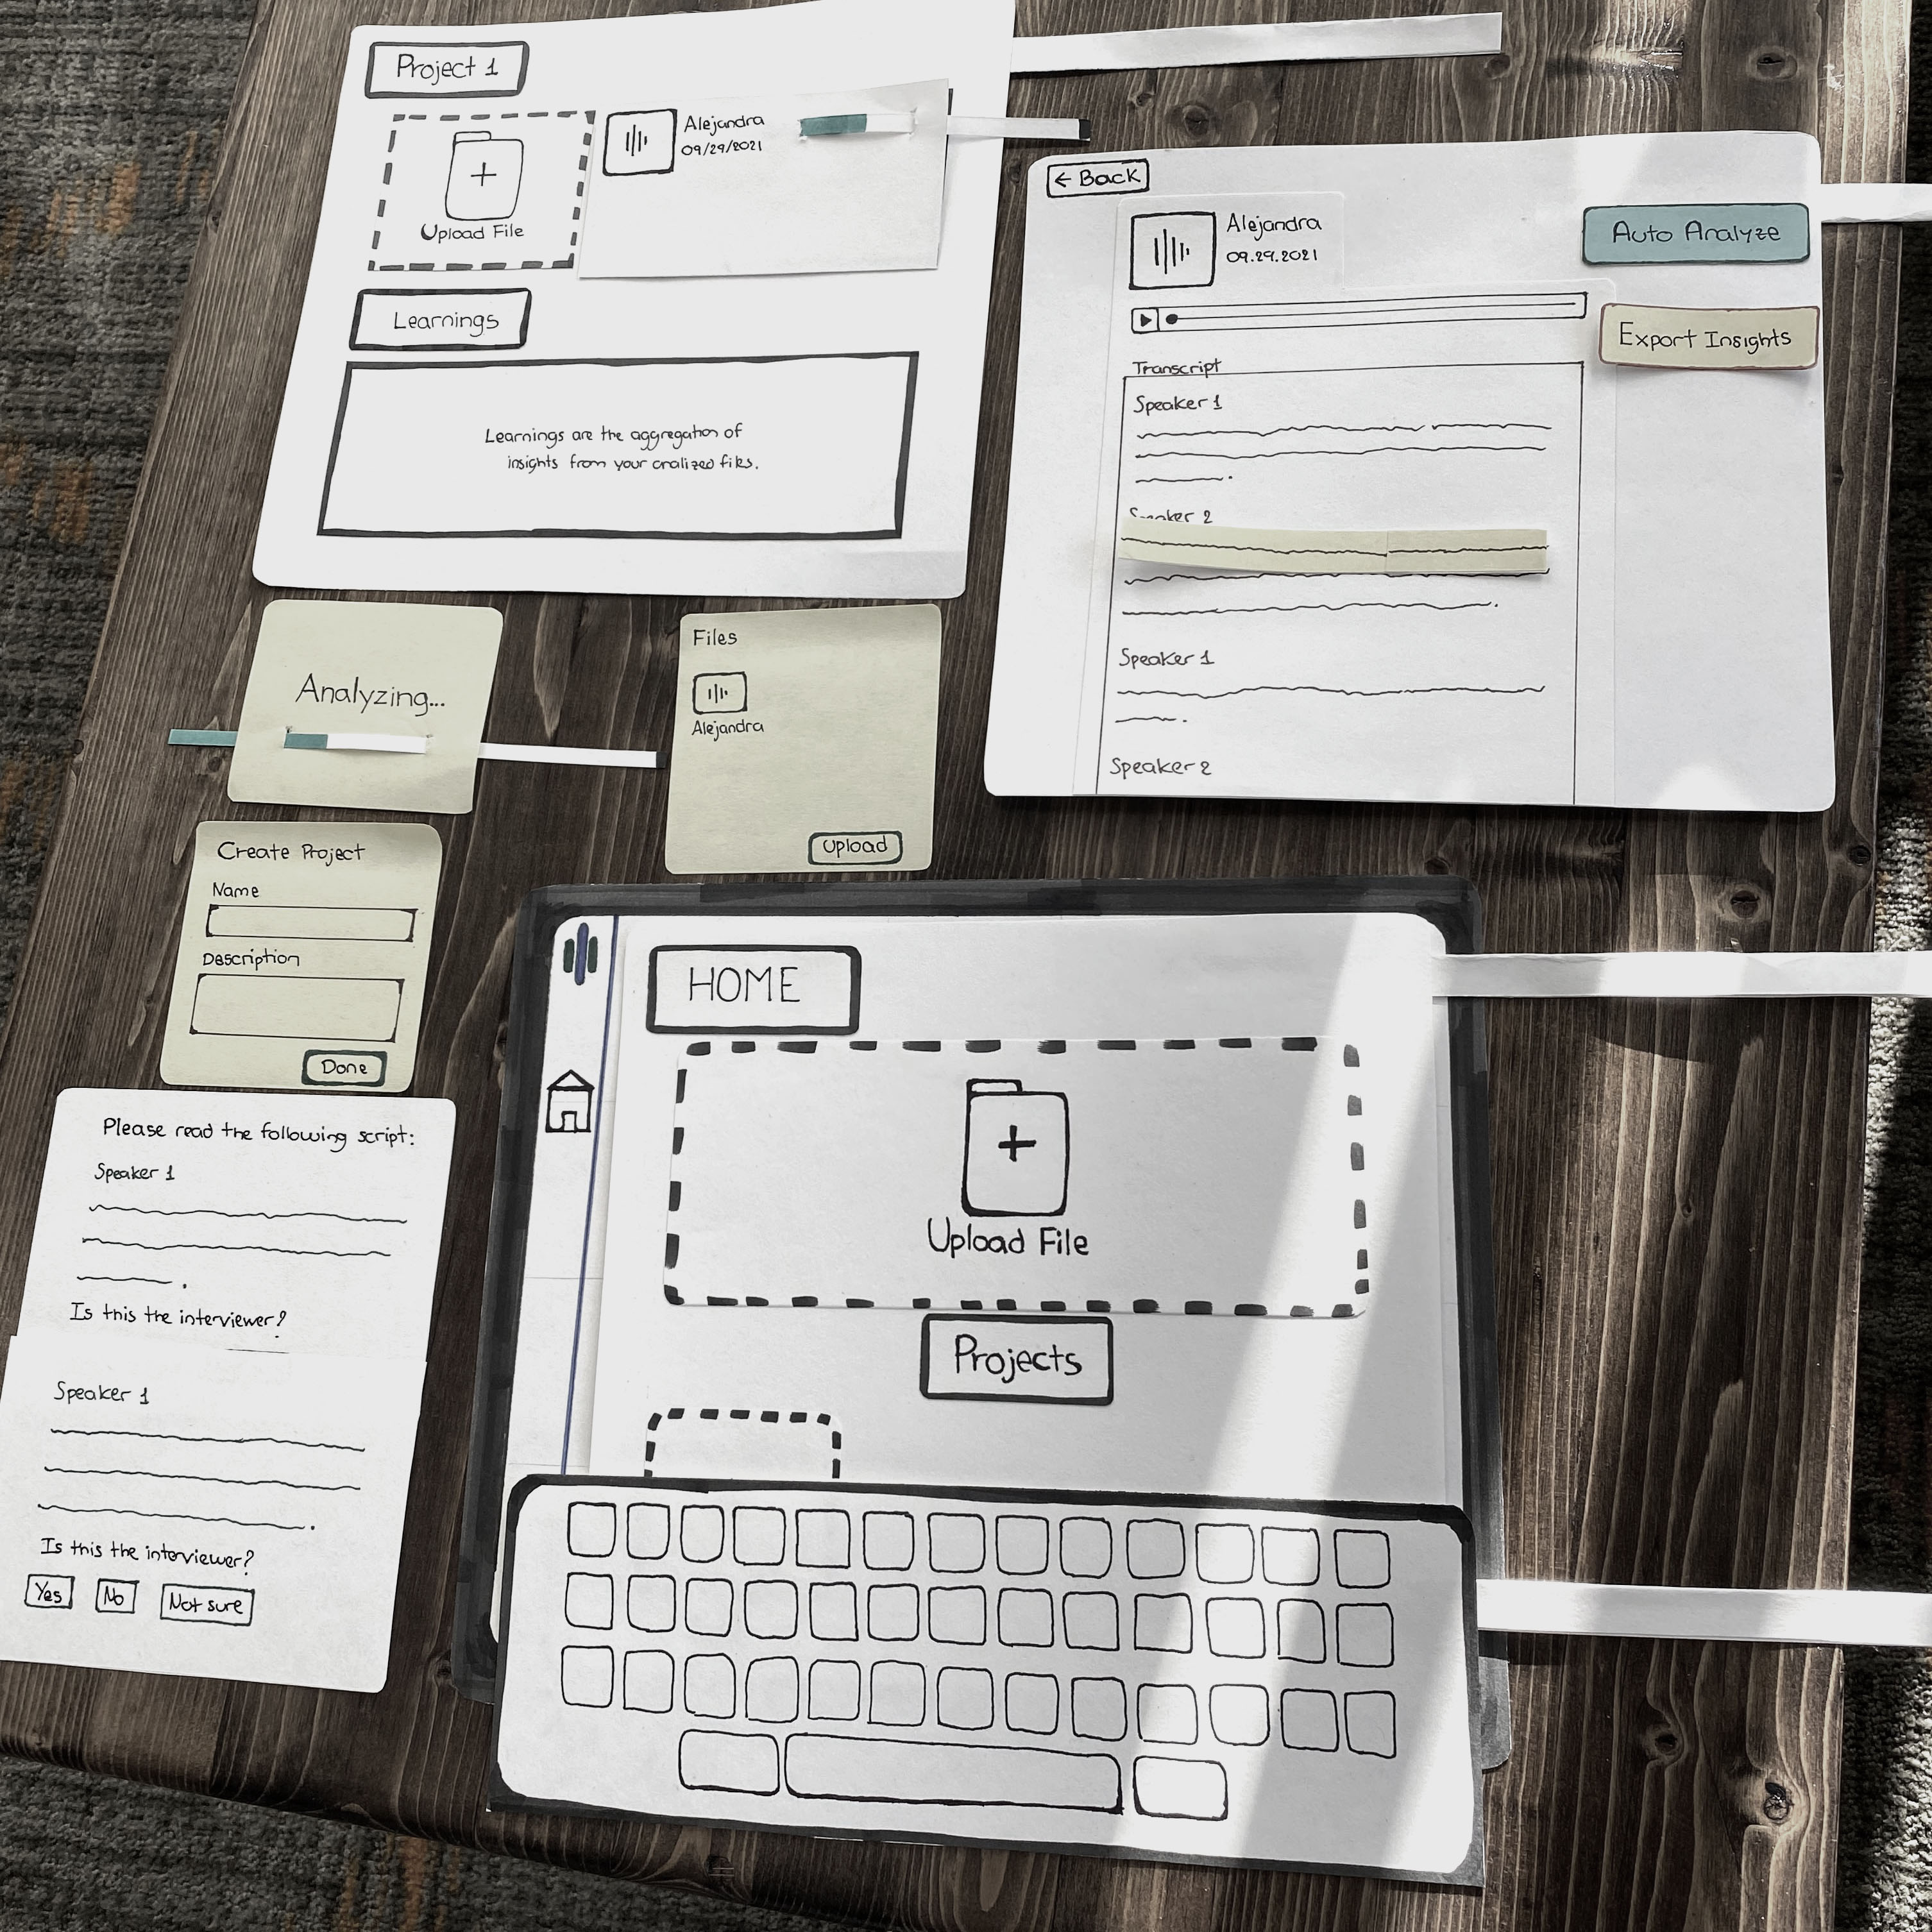 Project 1
Upload File
Alejandra
09/29/2021
Learnings
Learnings are the aggregation of
insights from your analized files.
← Back
Alejandra
09.29.2021
Auto Analyze
Export Insights
Transcript
Speaker 1
Speaker 2
Speaker 1
Speaker 2
Analyzing...
Files
Alejandra
Upload
Create Project
Name
Description
Done
Please read the following script:
Speaker 1
Is this the interviewer?
Speaker 1
Is this the interviewer?
Yes
No
Not sure
HOME
Upload File
Projects